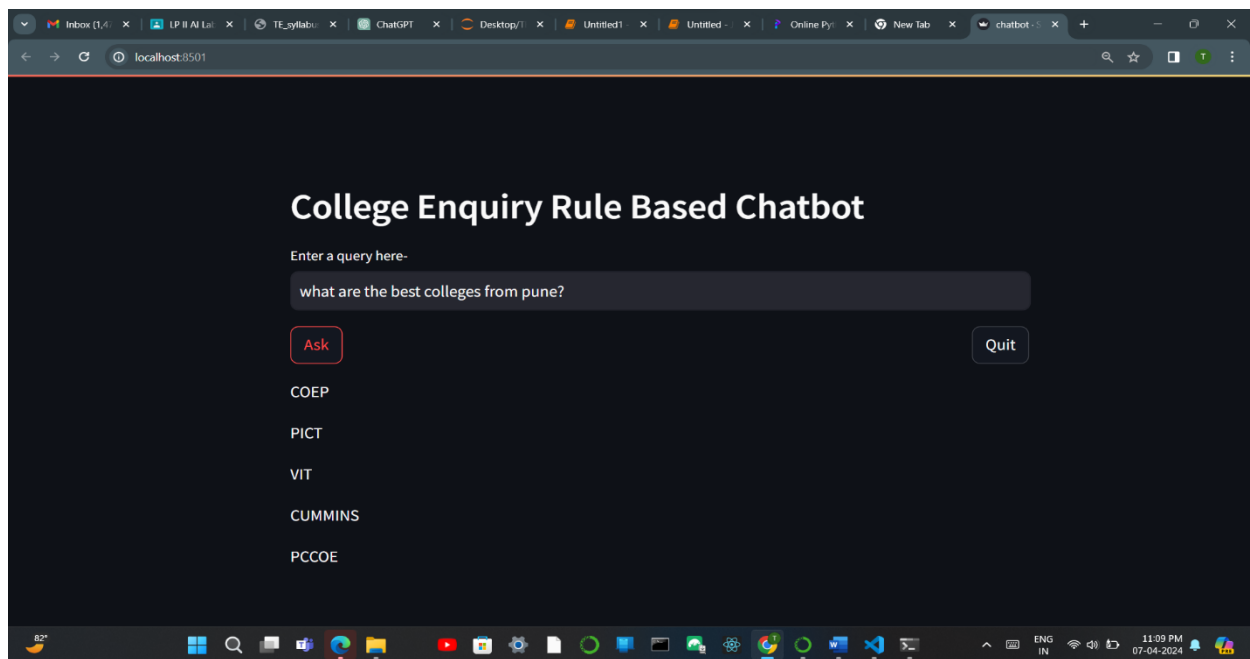 Inbox (1,4
LP II AI Lab
TE_syllabu
ChatGPT
Desktop/T
Untitled1 -
Untitled -
Online Pyt
New Tab
chatbot · S
localhost:8501
T
College Enquiry Rule Based Chatbot
Enter a query here-
what are the best colleges from pune?
Ask
Quit
COEP
PICT
VIT
CUMMINS
PCCOE
82°
ENG
IN
11:09 PM
07-04-2024